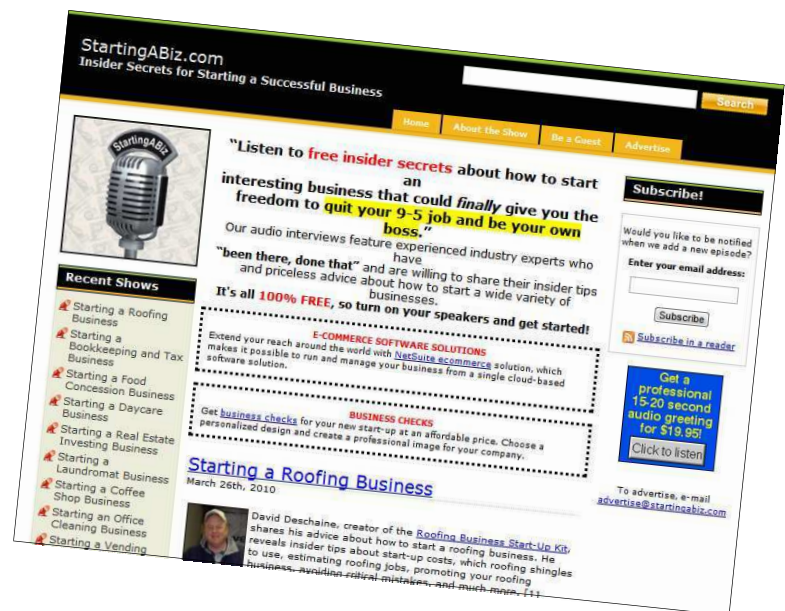 StartingABiz.com
Insider Secrets for Starting a Successful Business
Search
Home
About the Show
Be a Guest
Advertise
StartingABiz
Recent Shows
Starting a Roofing
Business
Starting a
Bookkeeping and Tax
Business
Starting a Food
Concession Business
Starting a Daycare
Business
Starting a Real Estate
Investing Business
Starting a
Laundromat Business
Starting a Coffee
Shop Business
Starting an Office
Cleaning Business
Starting a Vending
“Listen to free insider secrets about how to start
an
interesting business that could finally give you the
freedom to quit your 9-5 job and be your own
boss.”
Our audio interviews feature experienced industry experts who
have
“been there, done that” and are willing to share their insider tips
and priceless advice about how to start a wide variety of
businesses.
It's all 100% FREE, so turn on your speakers and get started!
E-COMMERCE SOFTWARE SOLUTIONS
Extend your reach around the world with NetSuite ecommerce solution, which
makes it possible to run and manage your business from a single cloud-based
software solution.
BUSINESS CHECKS
Get business checks for your new start-up at an affordable price. Choose a
personalized design and create a professional image for your company.
Starting a Roofing Business
March 26th, 2010
David Deschaine, creator of the Roofing Business Start-Up Kit,
shares his advice about how to start a roofing business. He
reveals insider tips about start-up costs, which roofing shingles
to use, estimating roofing jobs, promoting your roofing
business, avoiding critical mistakes, and much more. [11
Subscribe!
Would you like to be notified
when we add a new episode?
Enter your email address:
Subscribe
Subscribe in a reader
Get a
professional
15-20 second
audio greeting
for $19.95!
Click to listen
To advertise, e-mail
advertise@startingabiz.com